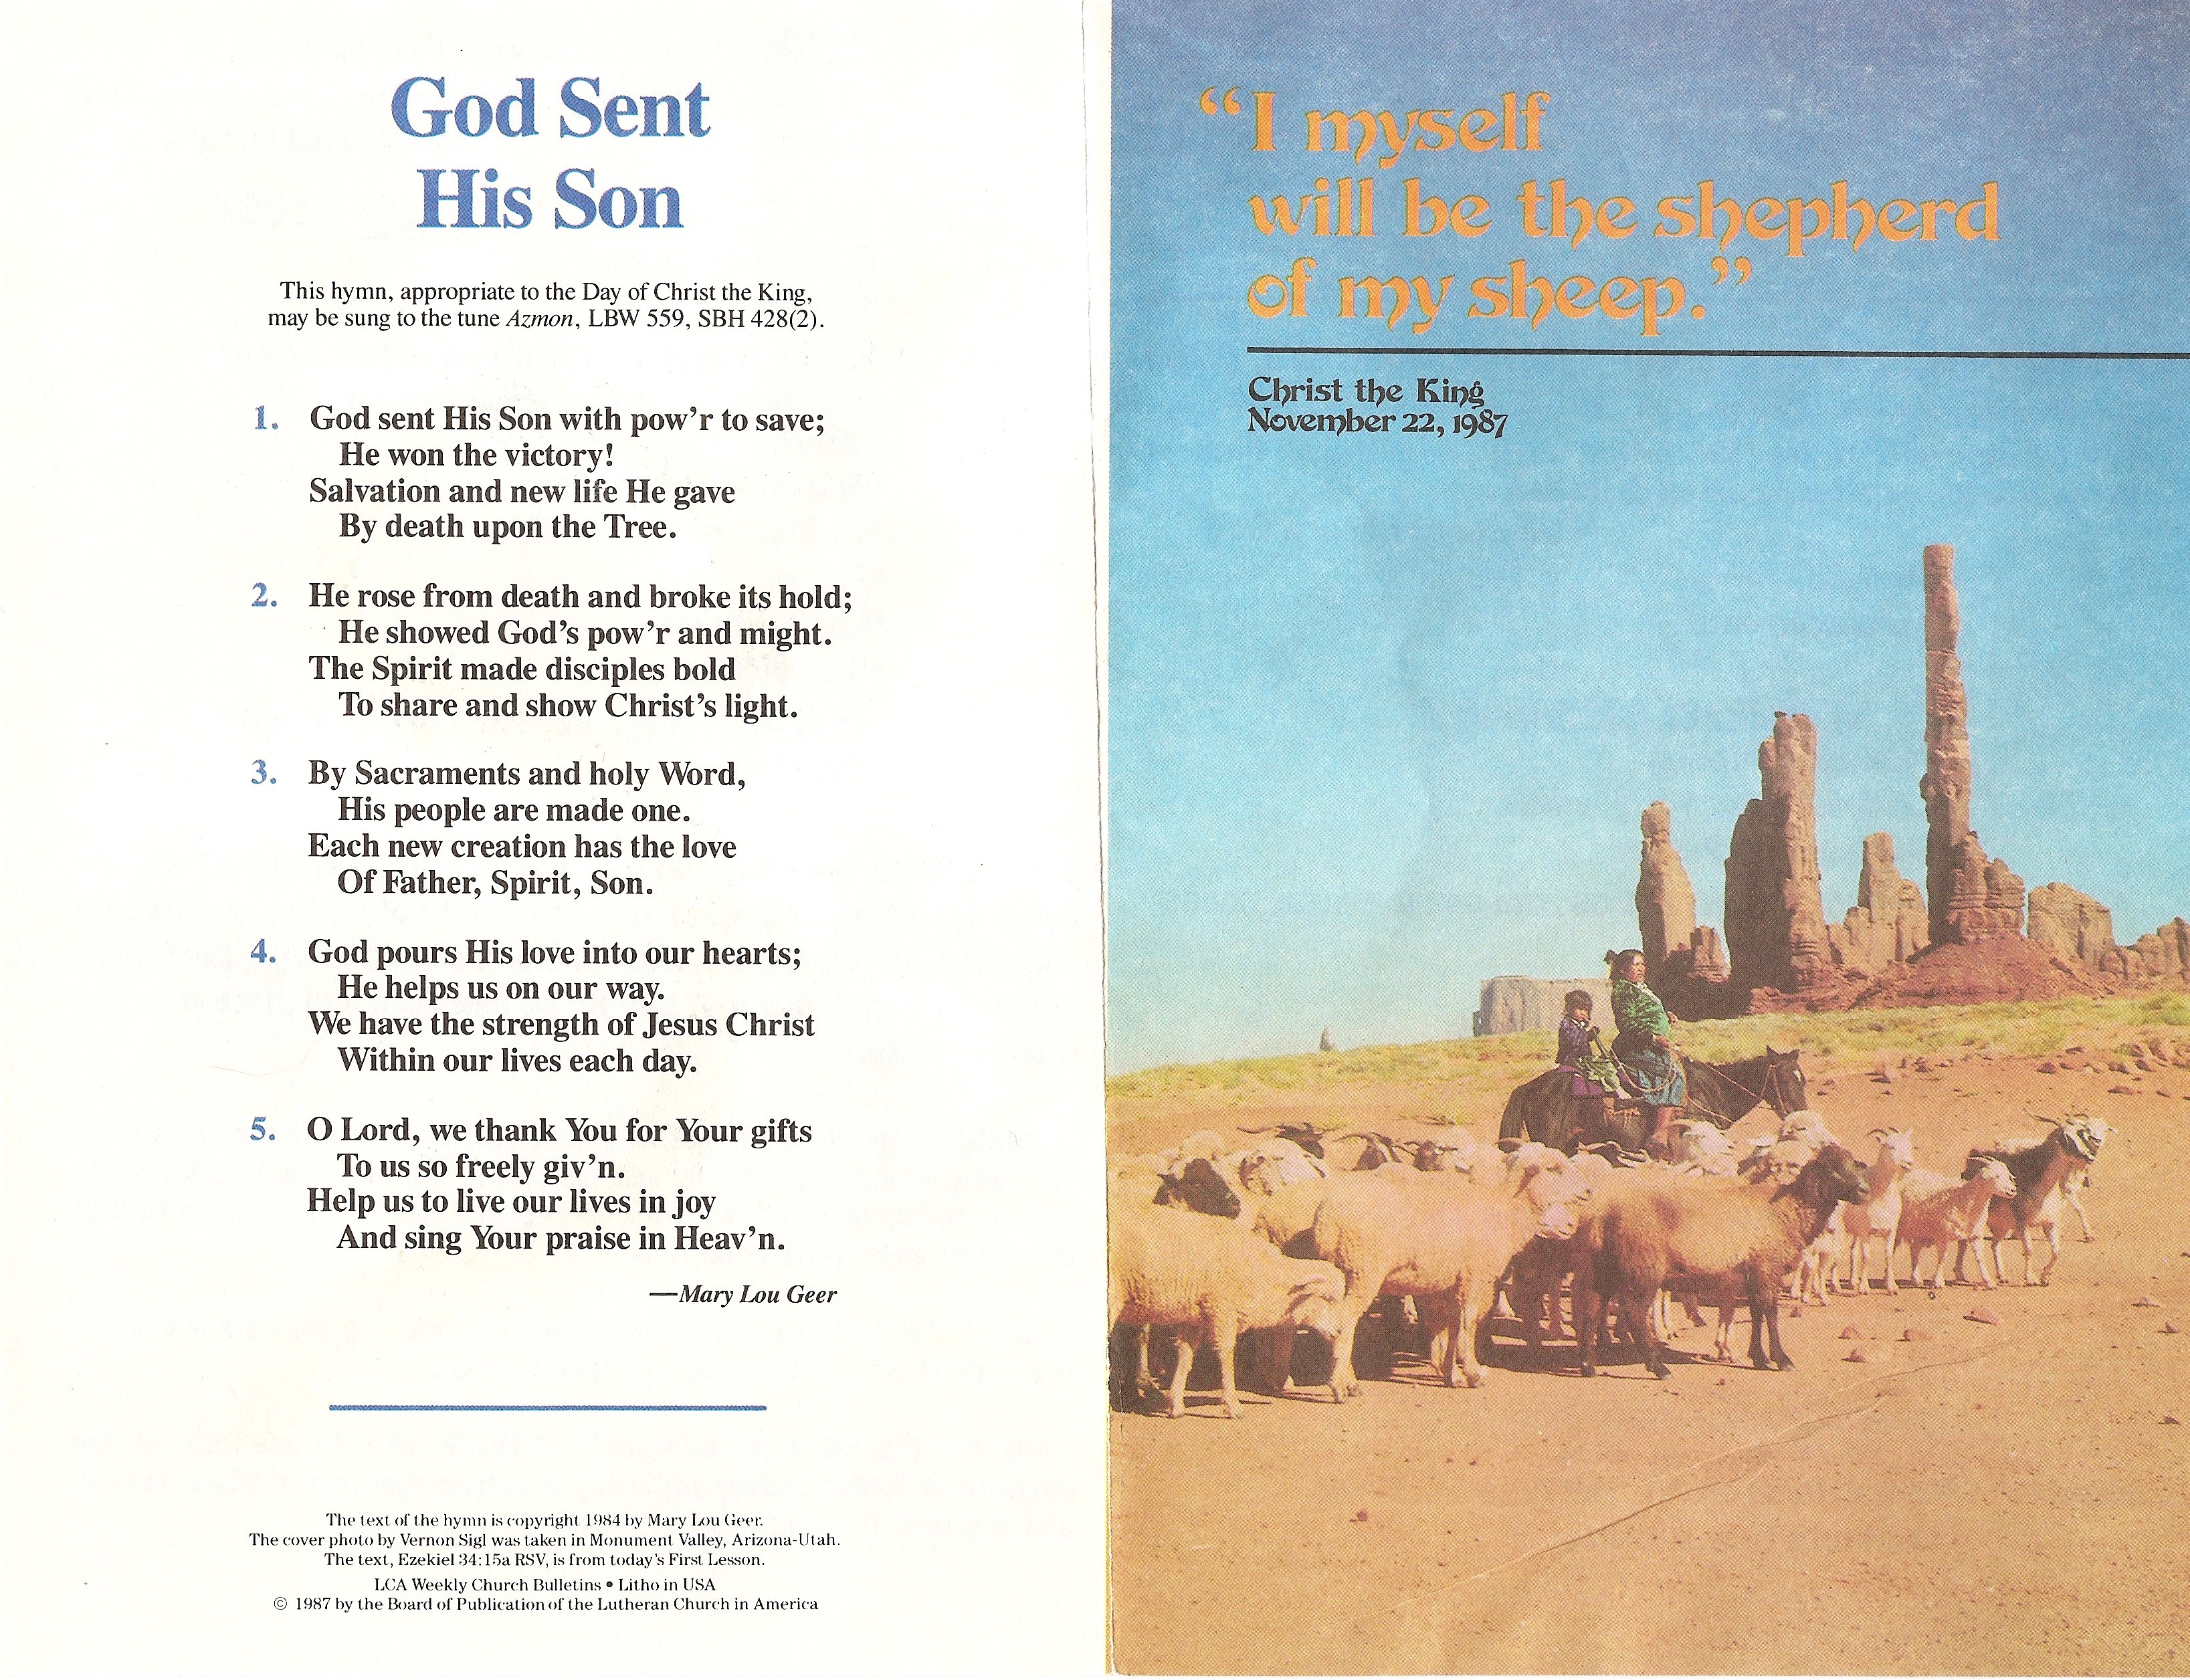 God Sent
His Son
This hymn, appropriate to the Day of Christ the King,
may be sung to the tune Azmon, LBW 559, SBH 428(2).
1. God sent His Son with pow’r to save;
He won the victory!
Salvation and new life He gave
By death upon the Tree.
2. He rose from death and broke its hold;
He showed God’s pow’r and might.
The Spirit made disciples bold
To share and show Christ’s light.
3. By Sacraments and holy Word,
His people are made one.
Each new creation has the love
Of Father, Spirit, Son.
4. God pours His love into our hearts;
He helps us on our way.
We have the strength of Jesus Christ
Within our lives each day.
5. O Lord, we thank You for Your gifts
To us so freely giv’n.
Help us to live our lives in joy
And sing Your praise in Heav’n.
—Mary Lou Geer
The text of the hymn is copyright 1984 by Mary Lou Geer.
The cover photo by Vernon Sigl was taken in Monument Valley, Arizona-Utah.
The text, Ezekiel 34:15a RSV, is from today’s First Lesson.
LCA Weekly Church Bulletins • Litho in USA
© 1987 by the Board of Publication of the Lutheran Church in America
“I myself
will be the shepherd
of my sheep.”
Christ the King
November 22, 1987